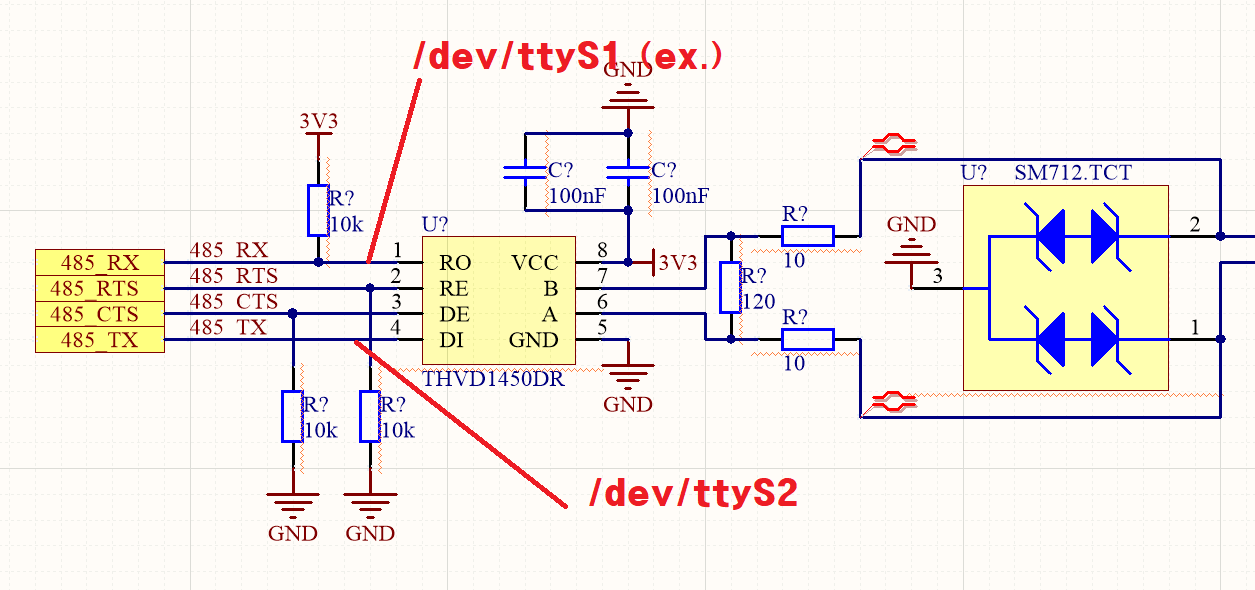 /dev/ttyS1 (ex.)
GND
3V3
C?
100nF
C?
100nF
R?
10k
U?
485_RX
485_RX
1
RO
VCC
8
3V3
485_RTS
485_RTS
2
RE
B
7
485_CTS
485_CTS
3
DE
A
6
485_TX
485_TX
4
DI
GND
5
THVD1450DR
GND
R?
10k
R?
10k
GND
GND
R?
10
R?
120
R?
10
U?
SM712.TCT
GND
3
2
1
/dev/ttyS2